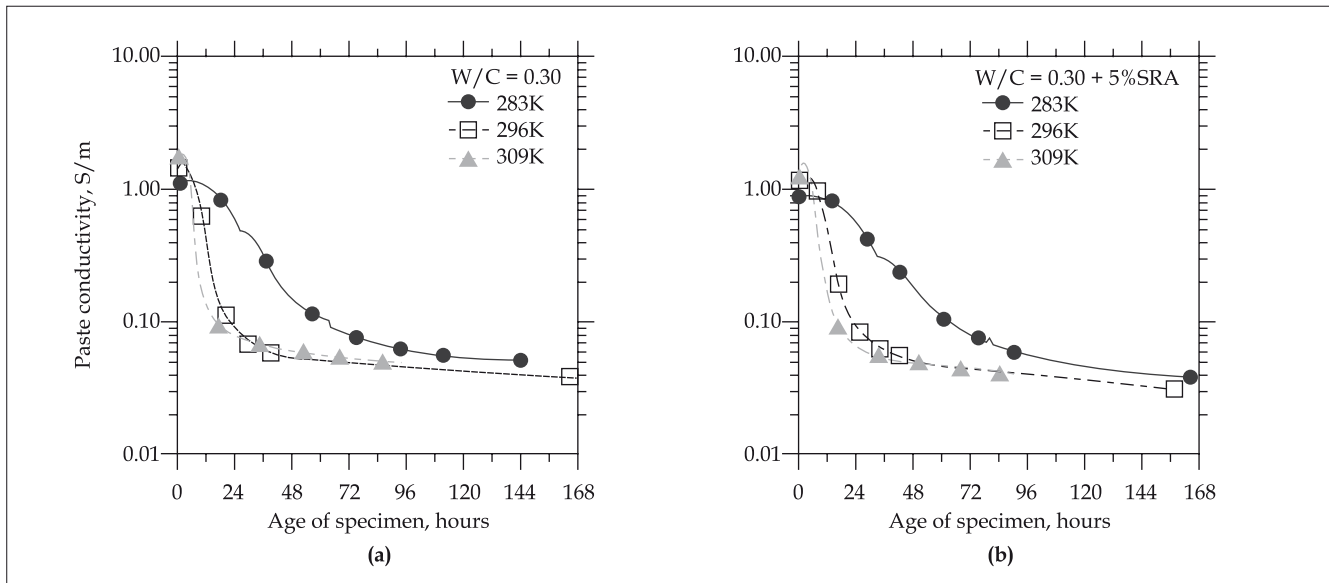 10.00
1.00
0.10
0.01
Paste conductivity, S/m
W/C = 0.30
283K
296K
309K
0 24 48 72 96 120 144 168
Age of specimen, hours
(a)
10.00
1.00
0.10
0.01
W/C = 0.30 + 5%SRA
283K
296K
309K
0 24 48 72 96 120 144 168
Age of specimen, hours
(b)